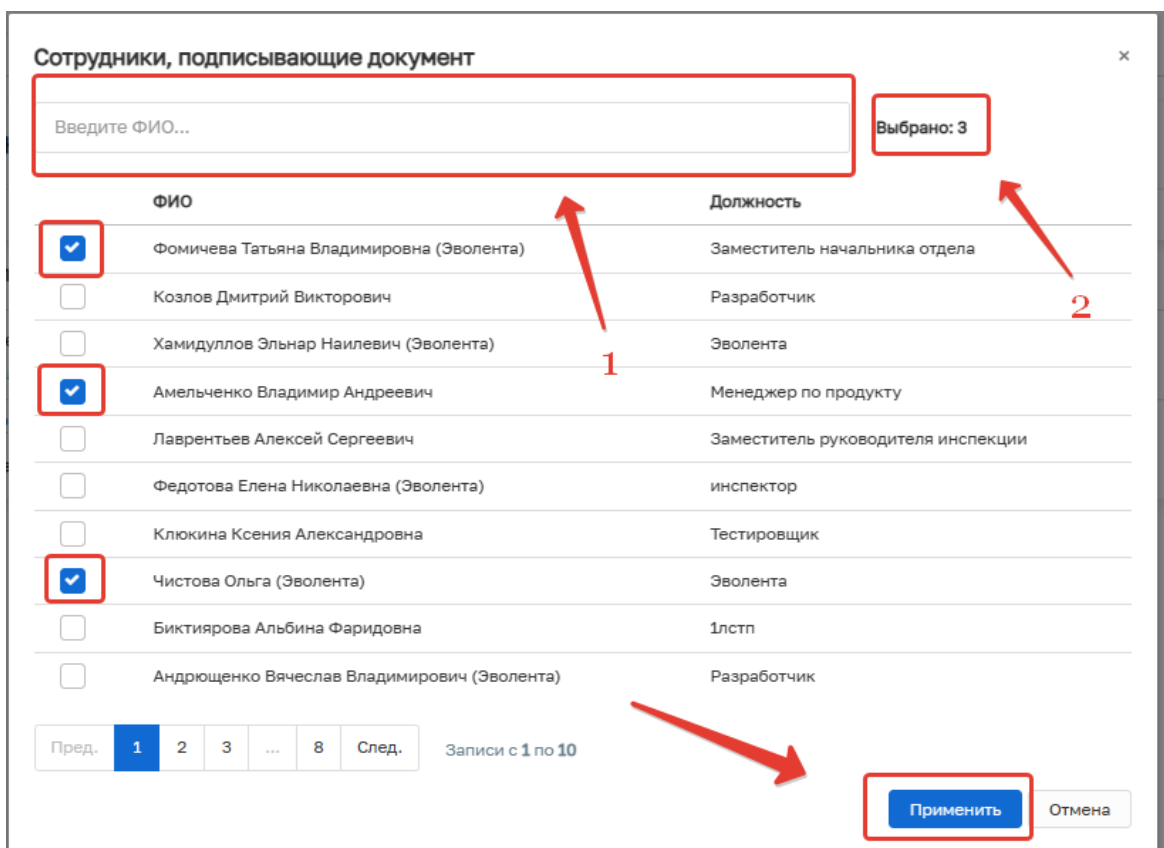 Сотрудники, подписывающие документ ×
Введите ФИО... Выбрано: 3
ФИО Должность
Фомичева Татьяна Владимировна (Эволента) Заместитель начальника отдела
Козлов Дмитрий Викторович Разработчик
2
Хамидуллов Эльнар Наилевич (Эволента) Эволента
1
Амельченко Владимир Андреевич Менеджер по продукту
Лаврентьев Алексей Сергеевич Заместитель руководителя инспекции
Федотова Елена Николаевна (Эволента) инспектор
Клюкина Ксения Александровна Тестировщик
Чистова Ольга (Эволента) Эволента
Биктиярова Альбина Фаридовна 1лстп
Андрющенко Вячеслав Владимирович (Эволента) Разработчик
Пред. 1 2 3 ... 8 След. Записи с 1 по 10
Применить Отмена